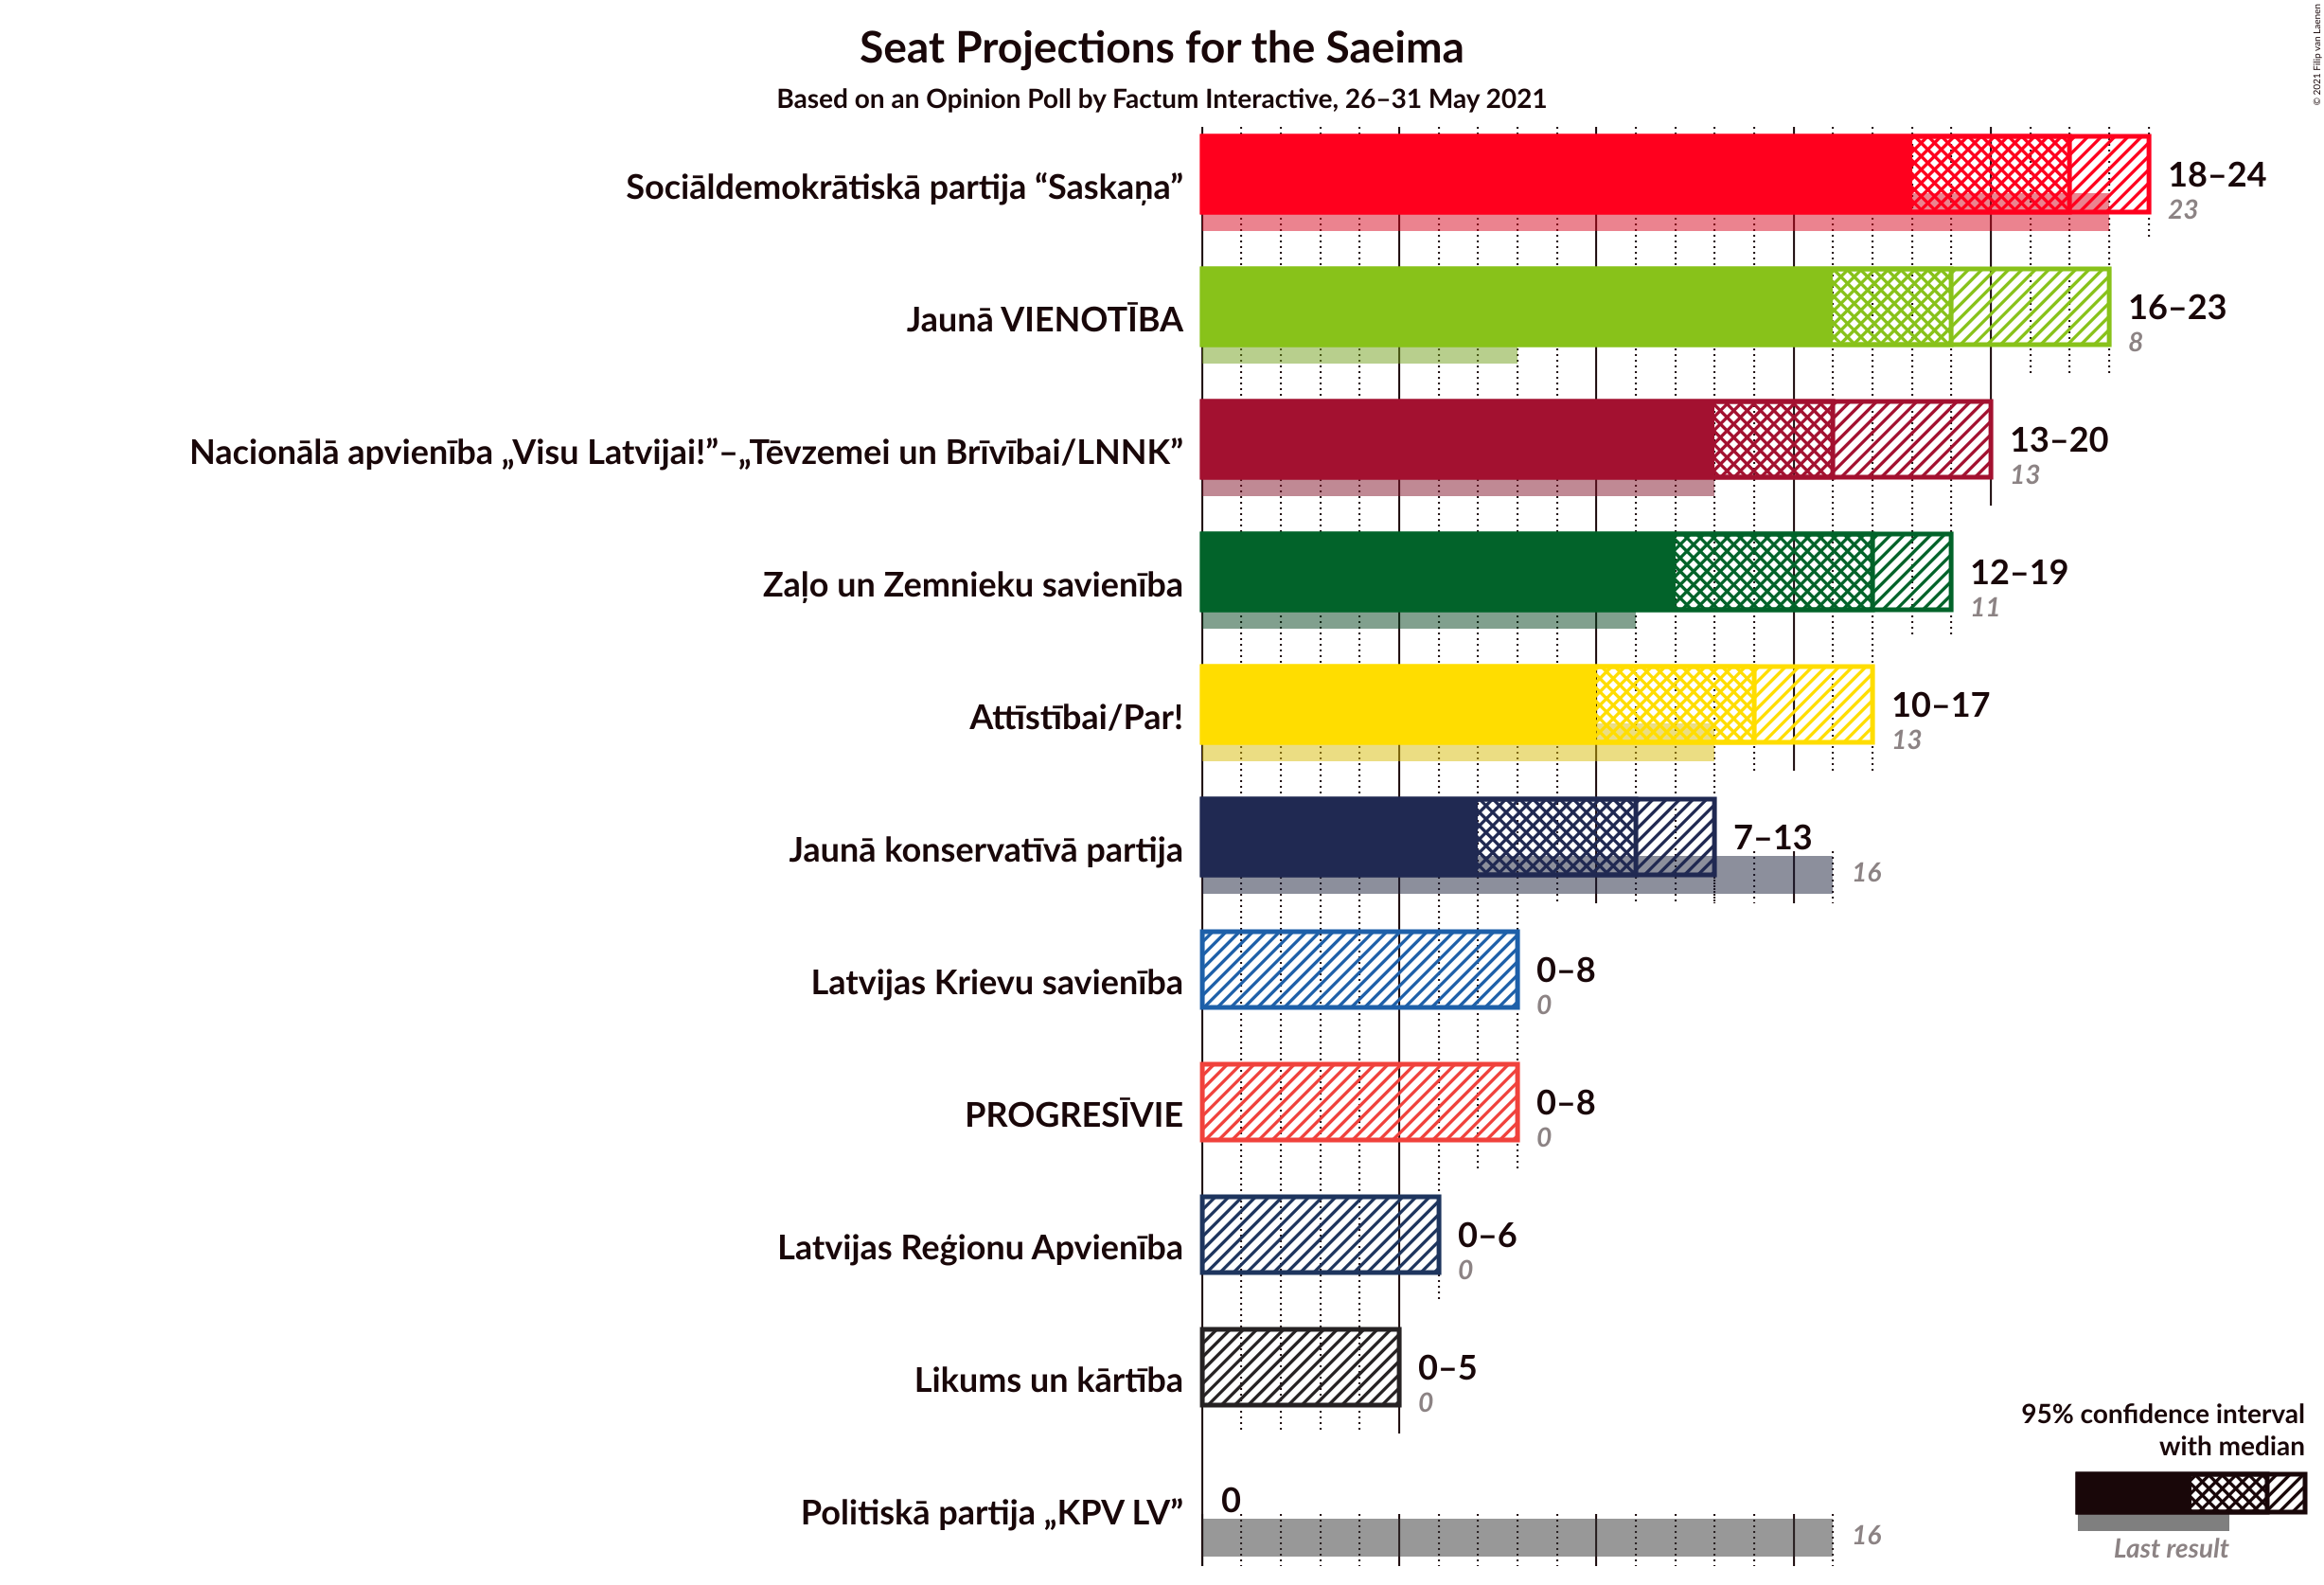 Seat Projections for the Saeima
Based on an Opinion Poll by Factum Interactive, 26–31 May 2021
© 2021 Filip van Laenen
Sociāldemokrātiskā partija “Saskaņa”
18–24
23
Jaunā VIENOTĪBA
16–23
8
Nacionālā apvienība „Visu Latvijai!”–„Tēvzemei un Brīvībai/LNNK”
13–20
13
Zaļo un Zemnieku savienība
12–19
11
Attīstībai/Par!
10–17
13
Jaunā konservatīvā partija
7–13
16
Latvijas Krievu savienība
0–8
0
PROGRESĪVIE
0–8
0
Latvijas Reģionu Apvienība
0–6
0
Likums un kārtība
0–5
0
Politiskā partija „KPV LV”
0
16
95% confidence interval
with median
Last result